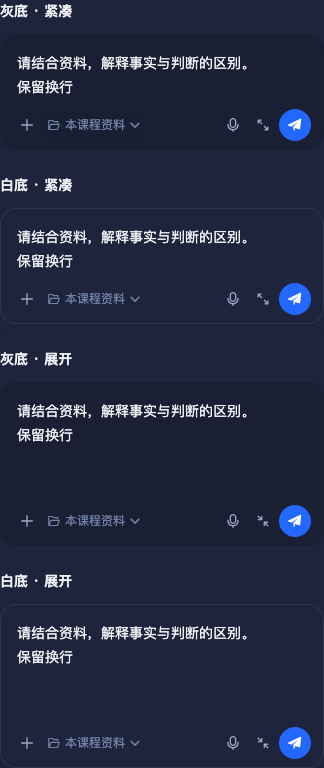 灰底 · 紧凑
请结合资料，解释事实与判断的区别。
保留换行
本课程资料
白底 · 紧凑
请结合资料，解释事实与判断的区别。
保留换行
本课程资料
灰底 · 展开
请结合资料，解释事实与判断的区别。
保留换行
本课程资料
白底 · 展开
请结合资料，解释事实与判断的区别。
保留换行
本课程资料